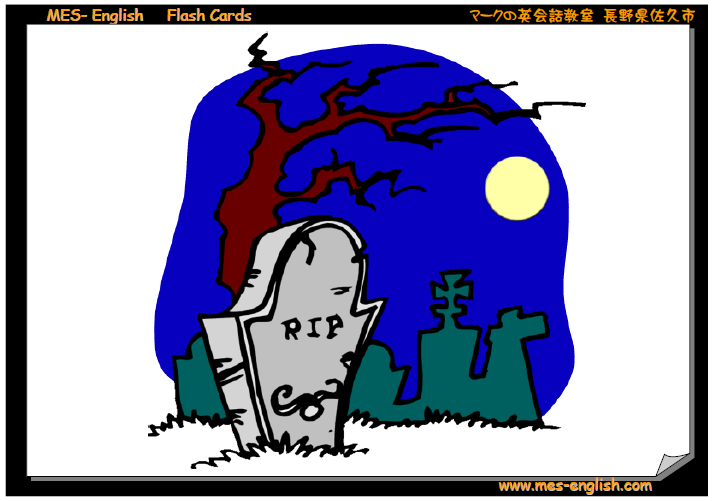 MES- English Flash Cards
マークの英会話教室 長野県佐久市
RIP
www.mes-english.com